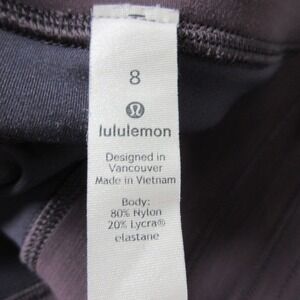 8
lululemon
Designed in
Vancouver
Made in Vietnam
Body:
80% Nylon
20% Lycra®
elastane